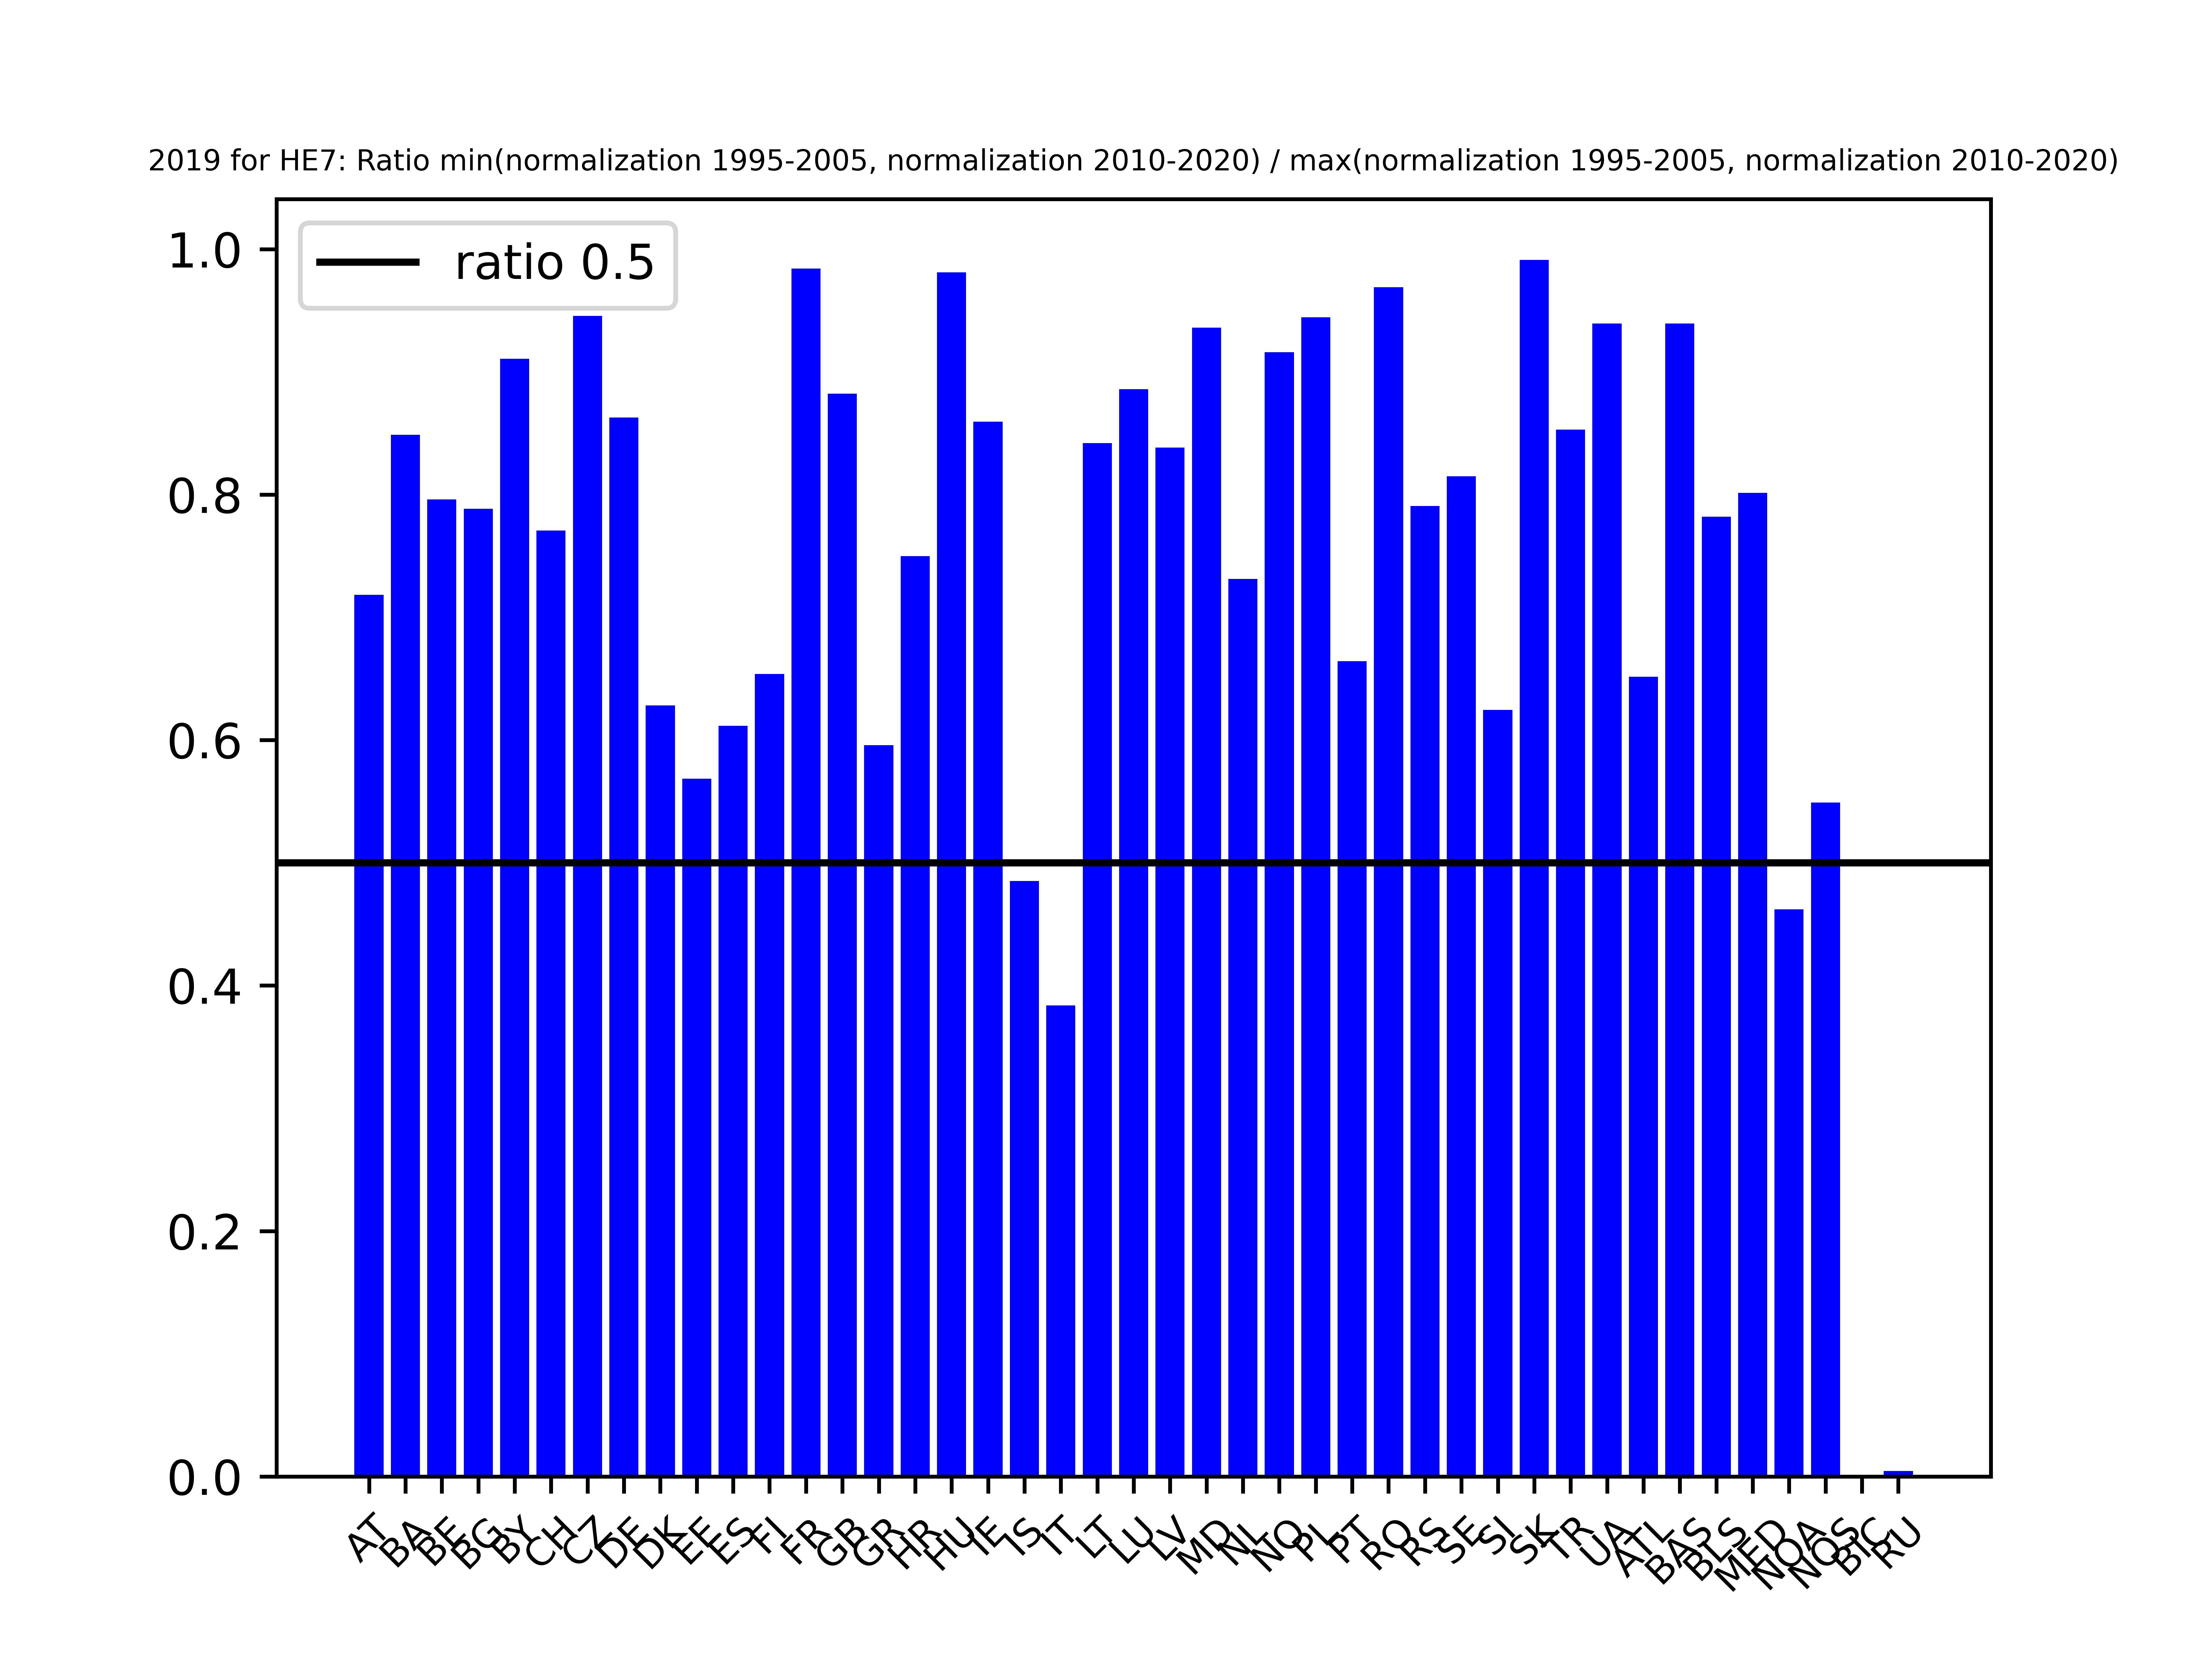 2019 for HE7: Ratio min(normalization 1995-2005, normalization 2010-2020) / max(normalization 1995-2005, normalization 2010-2020)
ratio 0.5
1.0
0.8
0.6
0.4
0.2
0.0
AT BA BE BG BY CH CZ DE DK EE ES FI FR GB GR HR HU IE IS IT LT LU LV MD NL NO PL PT RO RS SE SI SK TR UA ATL BAS BLS MED NOA NOS BIC RU